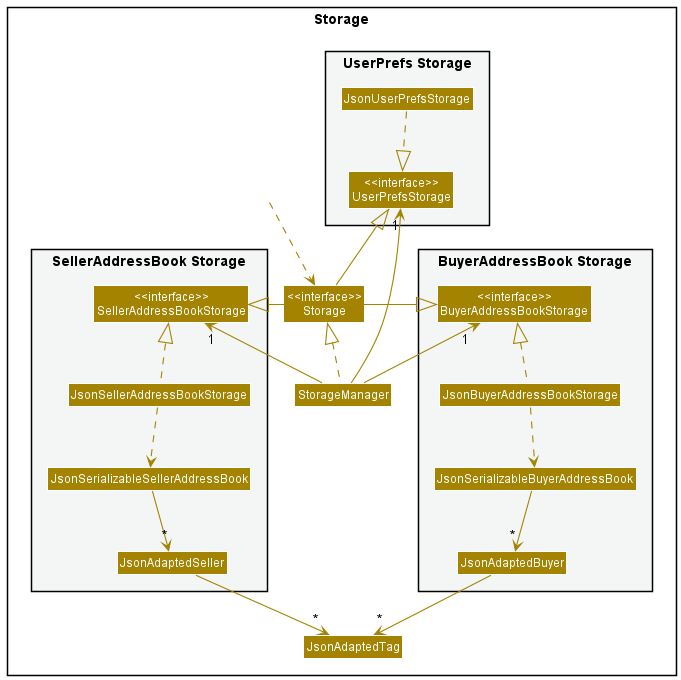 Storage
UserPrefs Storage
JsonUserPrefsStorage
<<interface>>
UserPrefsStorage
1
SellerAddressBook Storage
BuyerAddressBook Storage
<<interface>>
SellerAddressBookStorage
<<interface>>
Storage
<<interface>>
BuyerAddressBookStorage
1
1
JsonSellerAddressBookStorage
StorageManager
JsonBuyerAddressBookStorage
JsonSerializableSellerAddressBook
JsonSerializableBuyerAddressBook
*
*
JsonAdaptedSeller
JsonAdaptedBuyer
*
*
JsonAdaptedTag